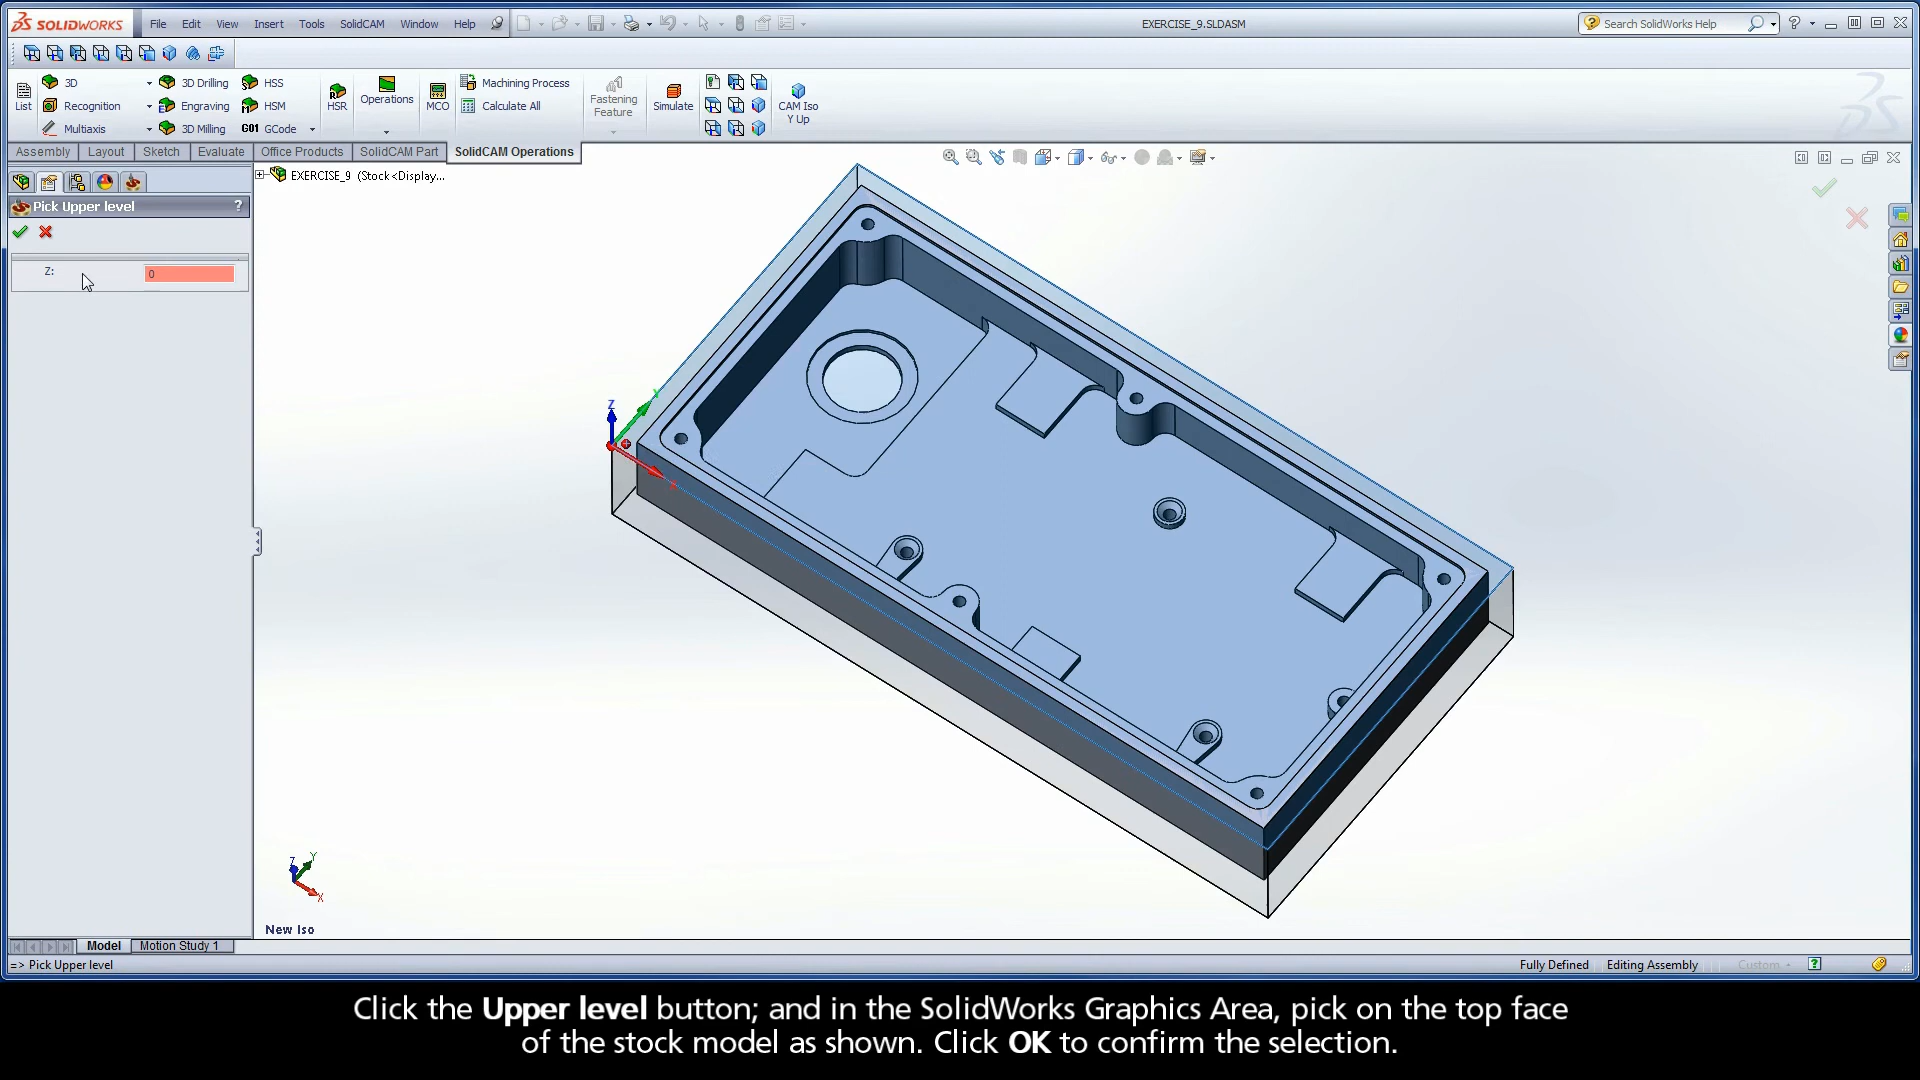 SOLIDWORKS File Edit View Insert Tools SolidCAM Window Help EXERCISE_9.SLDASM Search SolidWorks Help ?
List 3D Recognition Multiaxis 3D Drilling Engraving 3D Milling HSS HSM G01 GCode HSR Operations MCO Machining Process Calculate All Fastening Feature Simulate CAM Iso Y Up
Assembly Layout Sketch Evaluate Office Products SolidCAM Part SolidCAM Operations
EXERCISE_9 (Stock<Display...
Pick Upper level ?
Z: 0
Z
Y
X
Z Y
X
New Iso
Model Motion Study 1
=> Pick Upper level Fully Defined Editing Assembly Custom ?
Click the Upper level button; and in the SolidWorks Graphics Area, pick on the top face
of the stock model as shown. Click OK to confirm the selection.